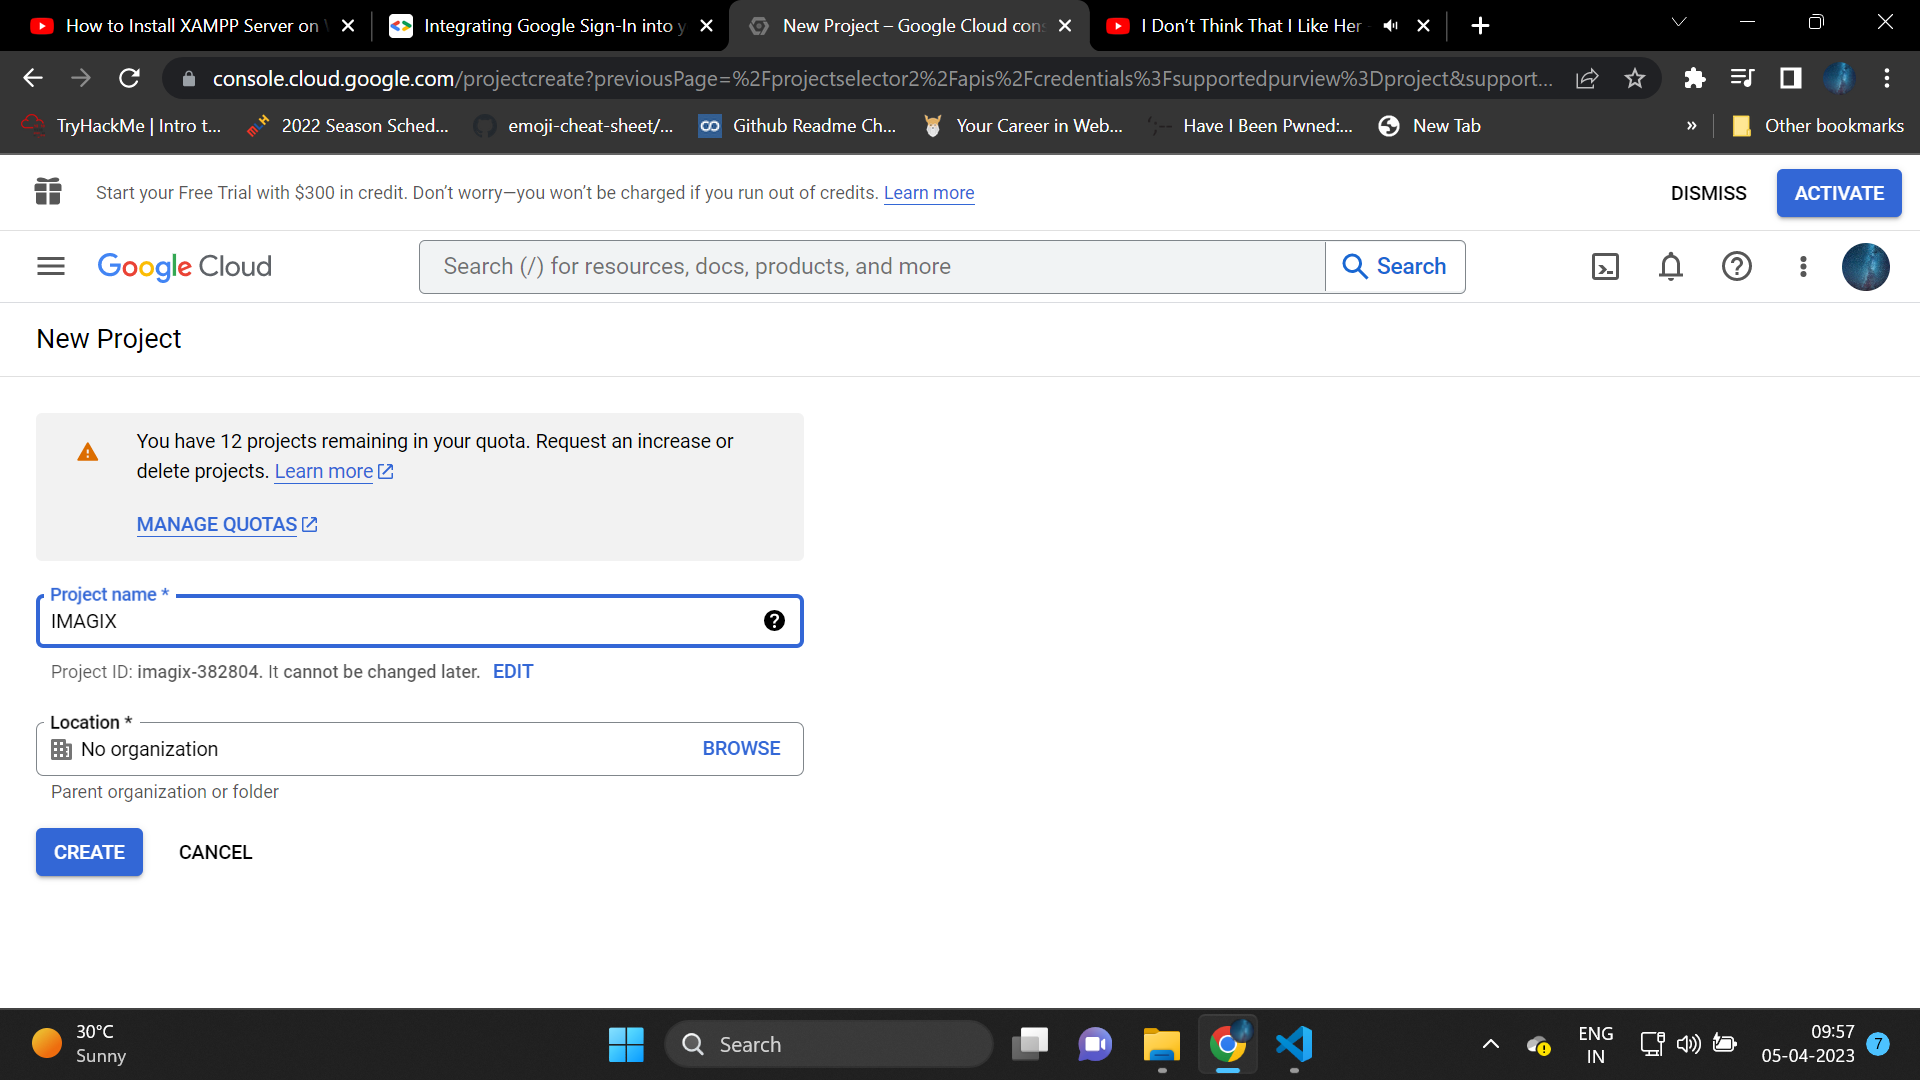 How to Install XAMPP Server on
Integrating Google Sign-In into y
New Project – Google Cloud cons
I Don't Think That I Like Her
console.cloud.google.com/projectcreate?previousPage=%2Fprojectselector2%2Fapis%2Fcredentials%3Fsupportedpurview%3Dproject&support...
TryHackMe | Intro t...
2022 Season Sched...
emoji-cheat-sheet/...
Github Readme Ch...
Your Career in Web...
Have I Been Pwned:...
New Tab
»
Other bookmarks
Start your Free Trial with $300 in credit. Don't worry—you won't be charged if you run out of credits. Learn more
DISMISS
ACTIVATE
Google Cloud
Search (/) for resources, docs, products, and more
Search
New Project
You have 12 projects remaining in your quota. Request an increase or
delete projects. Learn more
MANAGE QUOTAS
Project name *
IMAGIX
Project ID: imagix-382804. It cannot be changed later. EDIT
Location *
No organization
BROWSE
Parent organization or folder
CREATE
CANCEL
30°C
Sunny
Search
ENG
IN
09:57
05-04-2023
7